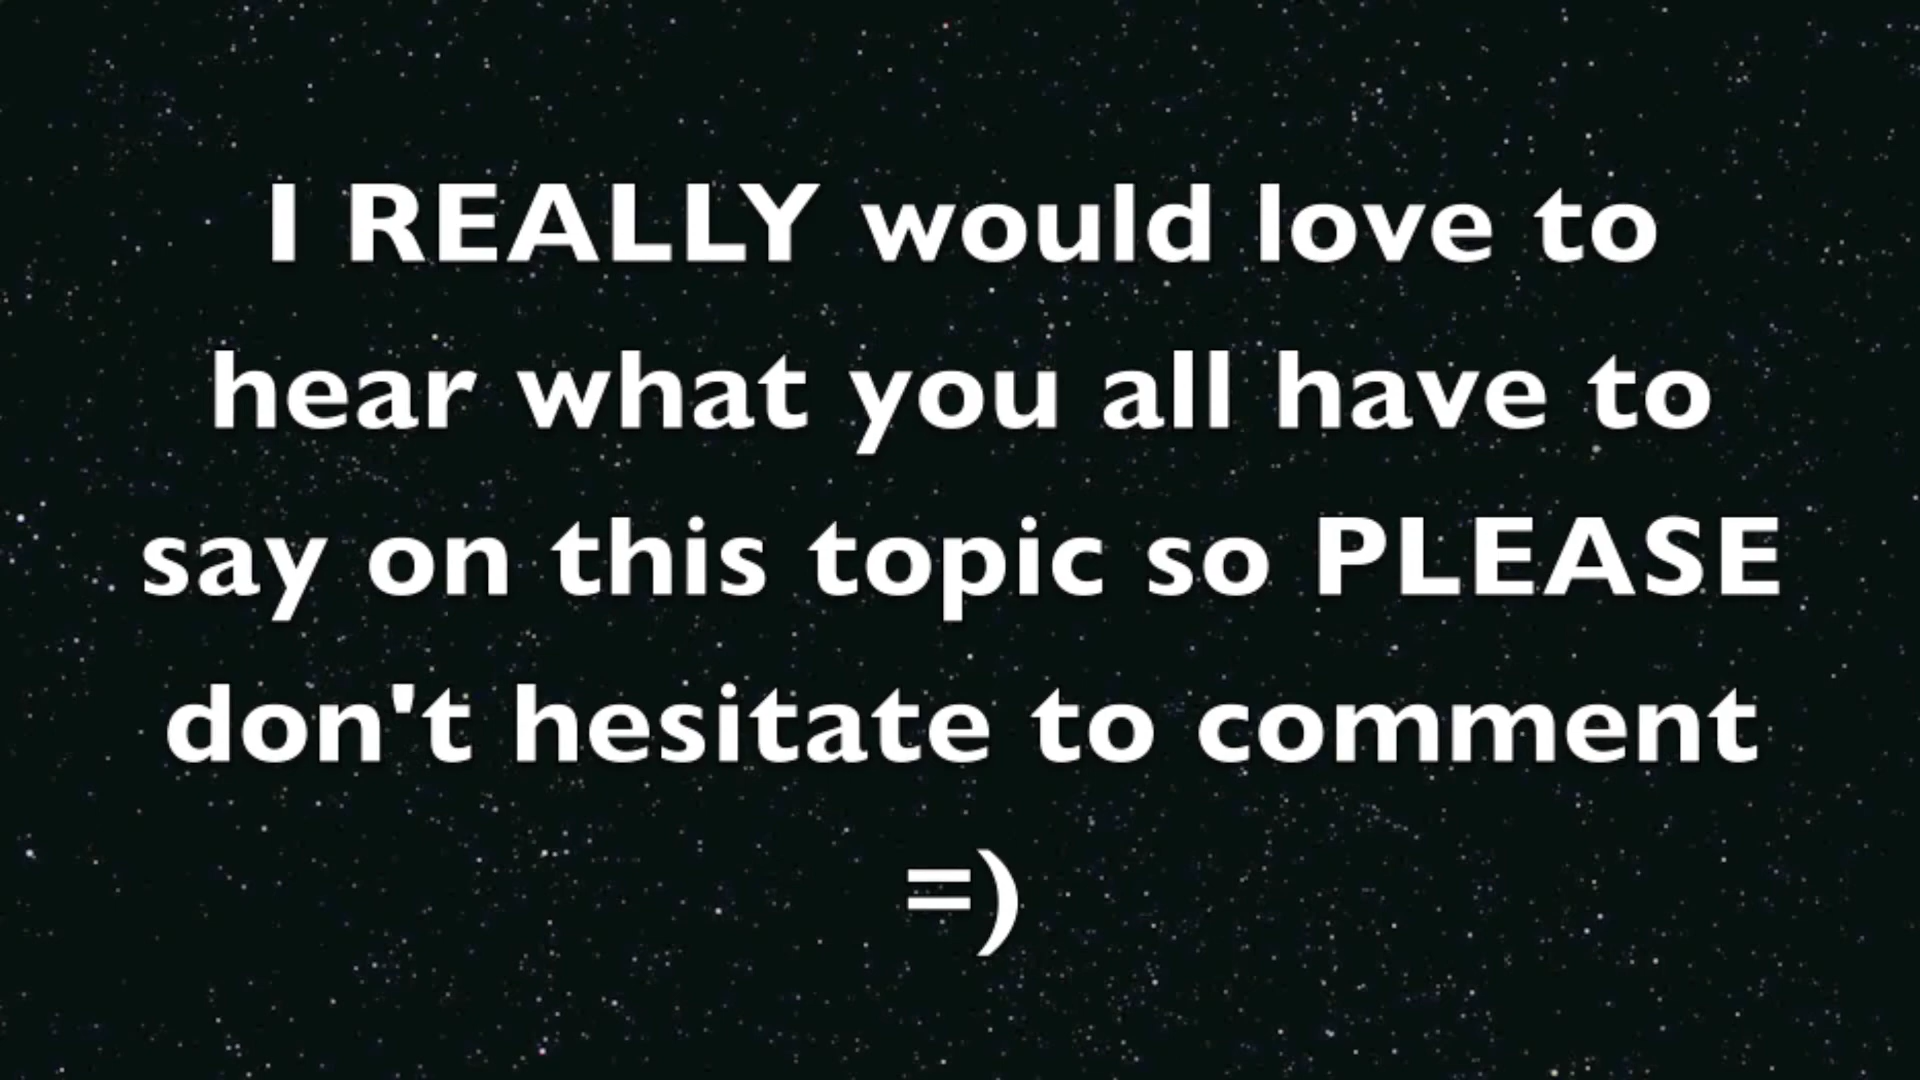 I REALLY would love to
hear what you all have to
say on this topic so PLEASE
don't hesitate to comment
=)